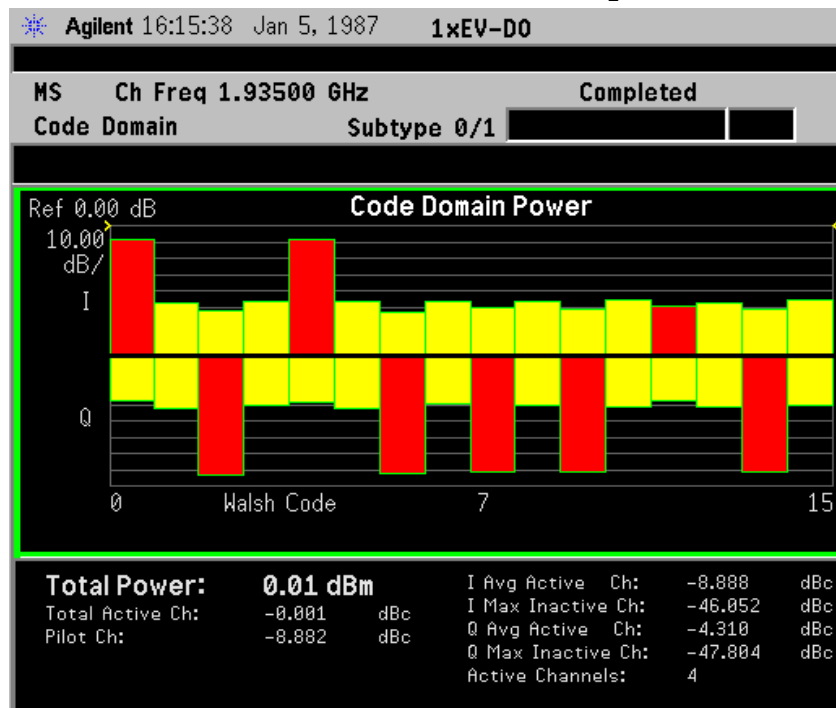 Agilent 16:15:38 Jan 5, 1987 1xEV-DO
MS Ch Freq 1.93500 GHz Completed
Code Domain Subtype 0/1
Ref 0.00 dB Code Domain Power
10.00
dB/
I
Q
0 Walsh Code 7 15
Total Power: 0.01 dBm
Total Active Ch: -0.001 dBc
Pilot Ch: -8.882 dBc
I Avg Active Ch: -8.888 dBc
I Max Inactive Ch: -46.052 dBc
Q Avg Active Ch: -4.310 dBc
Q Max Inactive Ch: -47.804 dBc
Active Channels: 4